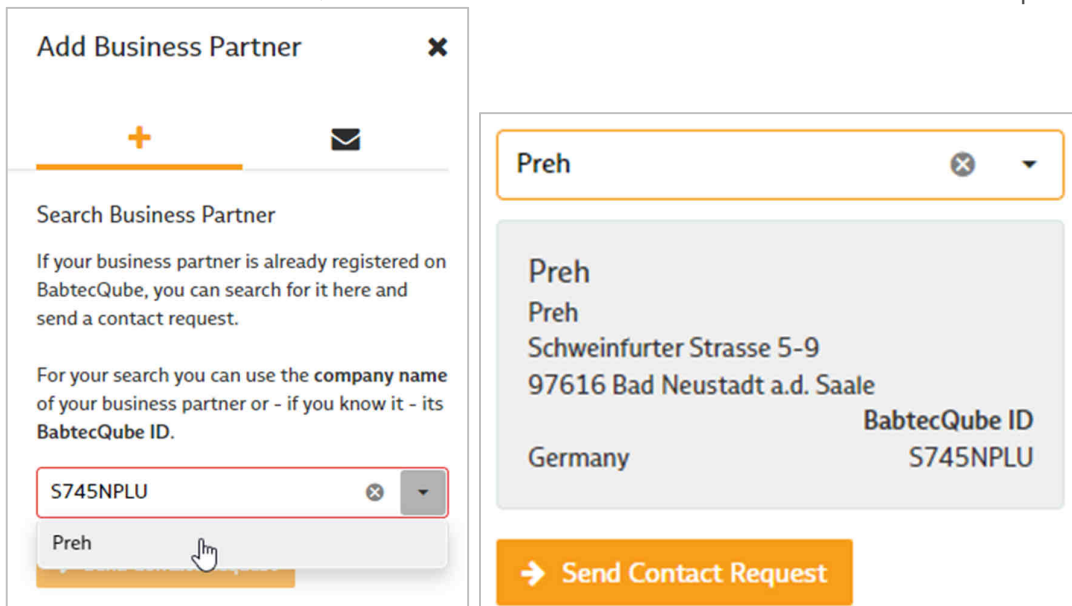 Add Business Partner
Search Business Partner
If your business partner is already registered on
BabtecQube, you can search for it here and
send a contact request.
For your search you can use the company name
of your business partner or - if you know it - its
BabtecQube ID.
S745NPLU
Preh
Preh
Preh
Preh
Schweinfurter Strasse 5-9
97616 Bad Neustadt a.d. Saale
BabtecQube ID
Germany S745NPLU
Send Contact Request